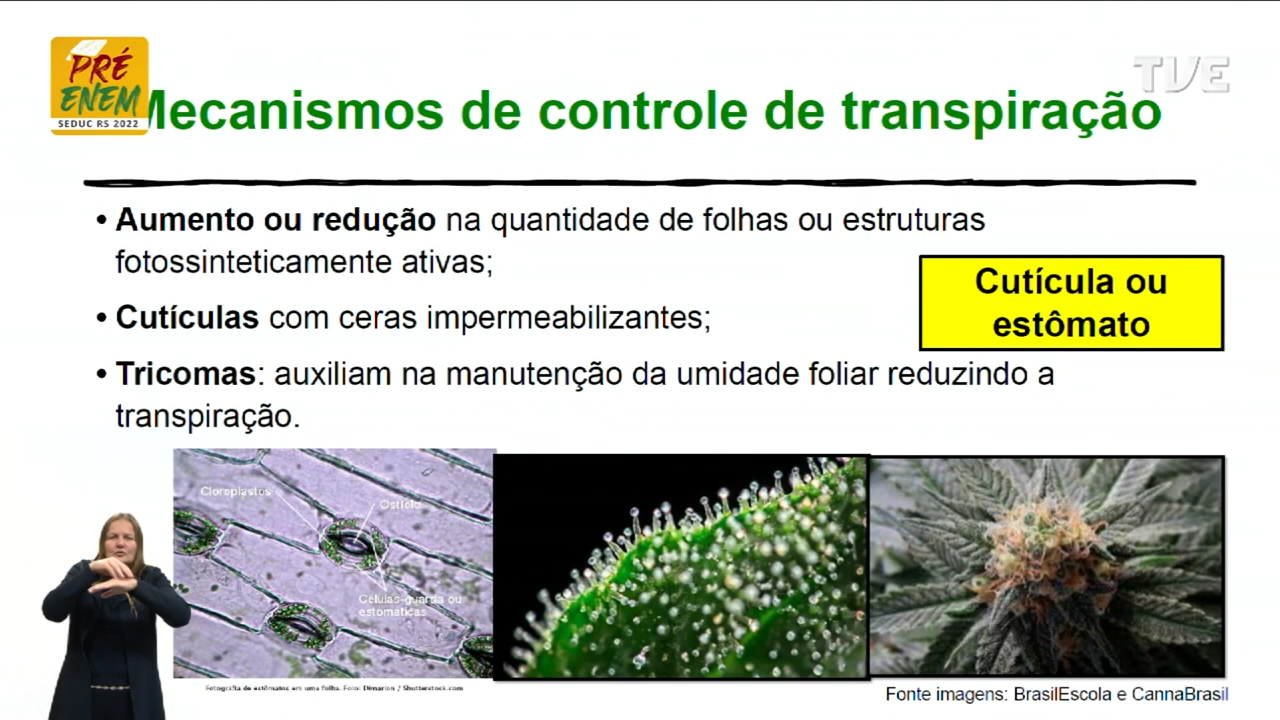 PRÉ
ENEM
SEDUC RS 2022
TVE
Mecanismos de controle de transpiração
• Aumento ou redução na quantidade de folhas ou estruturas
fotossinteticamente ativas;
Cutícula ou
estômato
• Cutículas com ceras impermeabilizantes;
• Tricomas: auxiliam na manutenção da umidade foliar reduzindo a
transpiração.
Cloroplastos
Ostíolo
Células-guarda ou
estomáticas
Fotografia de estômatos em uma folha. Foto: Dimarion / Shutterstock.com
Fonte imagens: BrasilEscola e CannaBrasil